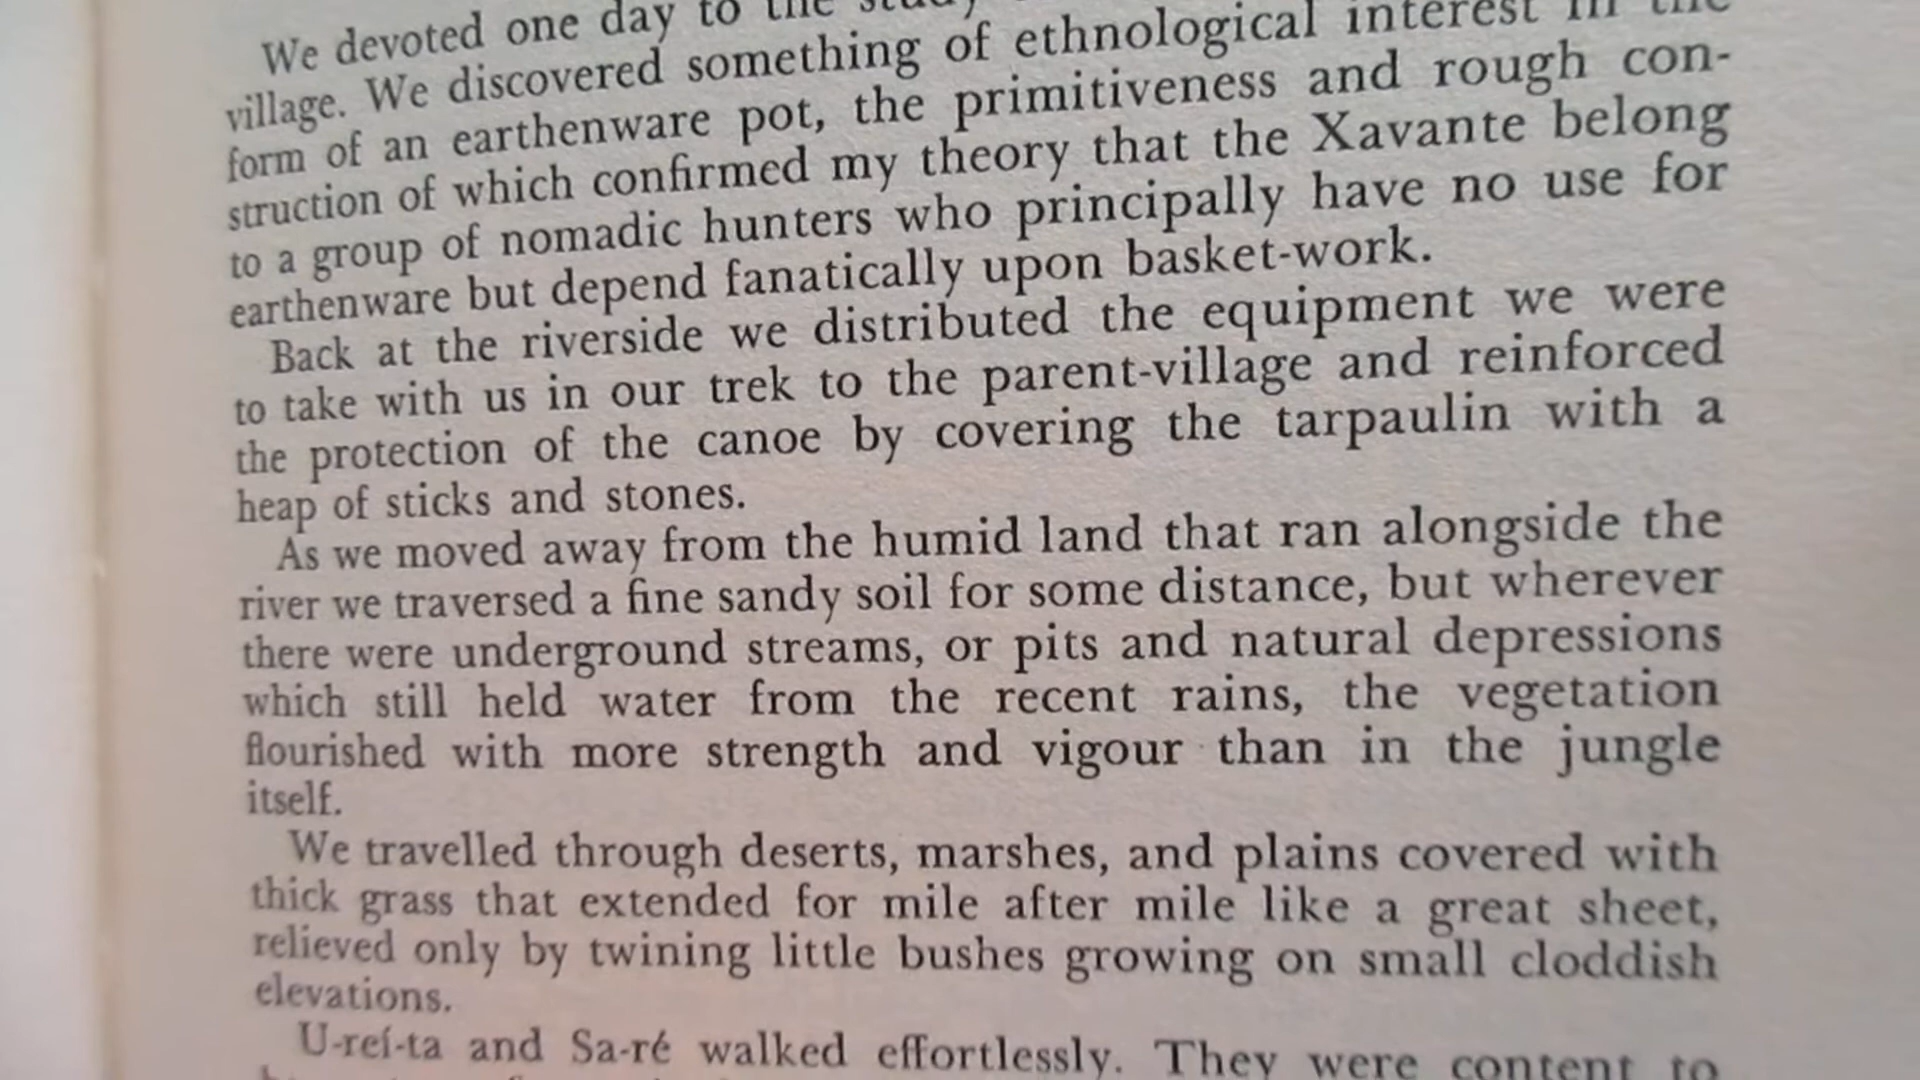 We devoted one day to the study
village. We discovered something of ethnological interest in the
form of an earthenware pot, the primitiveness and rough con-
struction of which confirmed my theory that the Xavante belong
to a group of nomadic hunters who principally have no use for
earthenware but depend fanatically upon basket-work.
Back at the riverside we distributed the equipment we were
to take with us in our trek to the parent-village and reinforced
the protection of the canoe by covering the tarpaulin with a
heap of sticks and stones.
As we moved away from the humid land that ran alongside the
river we traversed a fine sandy soil for some distance, but wherever
there were underground streams, or pits and natural depressions
which still held water from the recent rains, the vegetation
flourished with more strength and vigour than in the jungle
itself.
We travelled through deserts, marshes, and plains covered with
thick grass that extended for mile after mile like a great sheet,
relieved only by twining little bushes growing on small cloddish
elevations.
U-reí-ta and Sa-ré walked effortlessly. They were content to